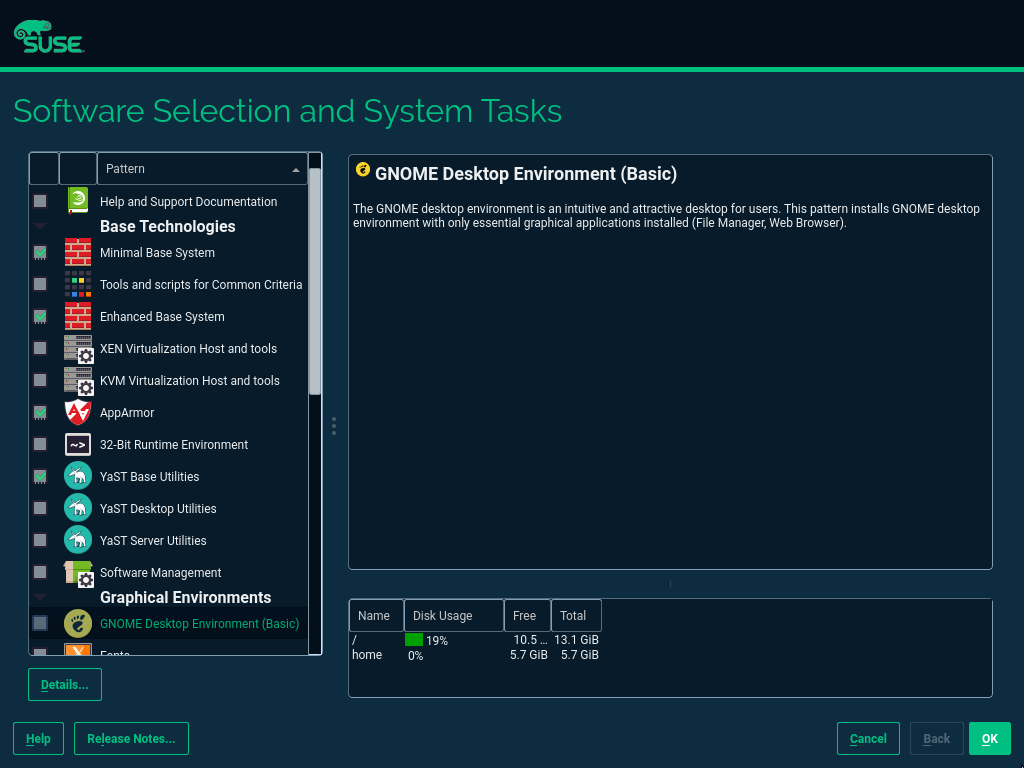 SUSE
Software Selection and System Tasks
Pattern
Help and Support Documentation
Base Technologies
Minimal Base System
Tools and scripts for Common Criteria
Enhanced Base System
XEN Virtualization Host and tools
KVM Virtualization Host and tools
AppArmor
~> 32-Bit Runtime Environment
YaST Base Utilities
YaST Desktop Utilities
YaST Server Utilities
Software Management
Graphical Environments
GNOME Desktop Environment (Basic)
X Fonts
Details...
GNOME Desktop Environment (Basic)
The GNOME desktop environment is an intuitive and attractive desktop for users. This pattern installs GNOME desktop
environment with only essential graphical applications installed (File Manager, Web Browser).
Name Disk Usage Free Total
/ 19% 10.5 ... 13.1 GiB
home 0% 5.7 GiB 5.7 GiB
Help Release Notes... Cancel Back OK